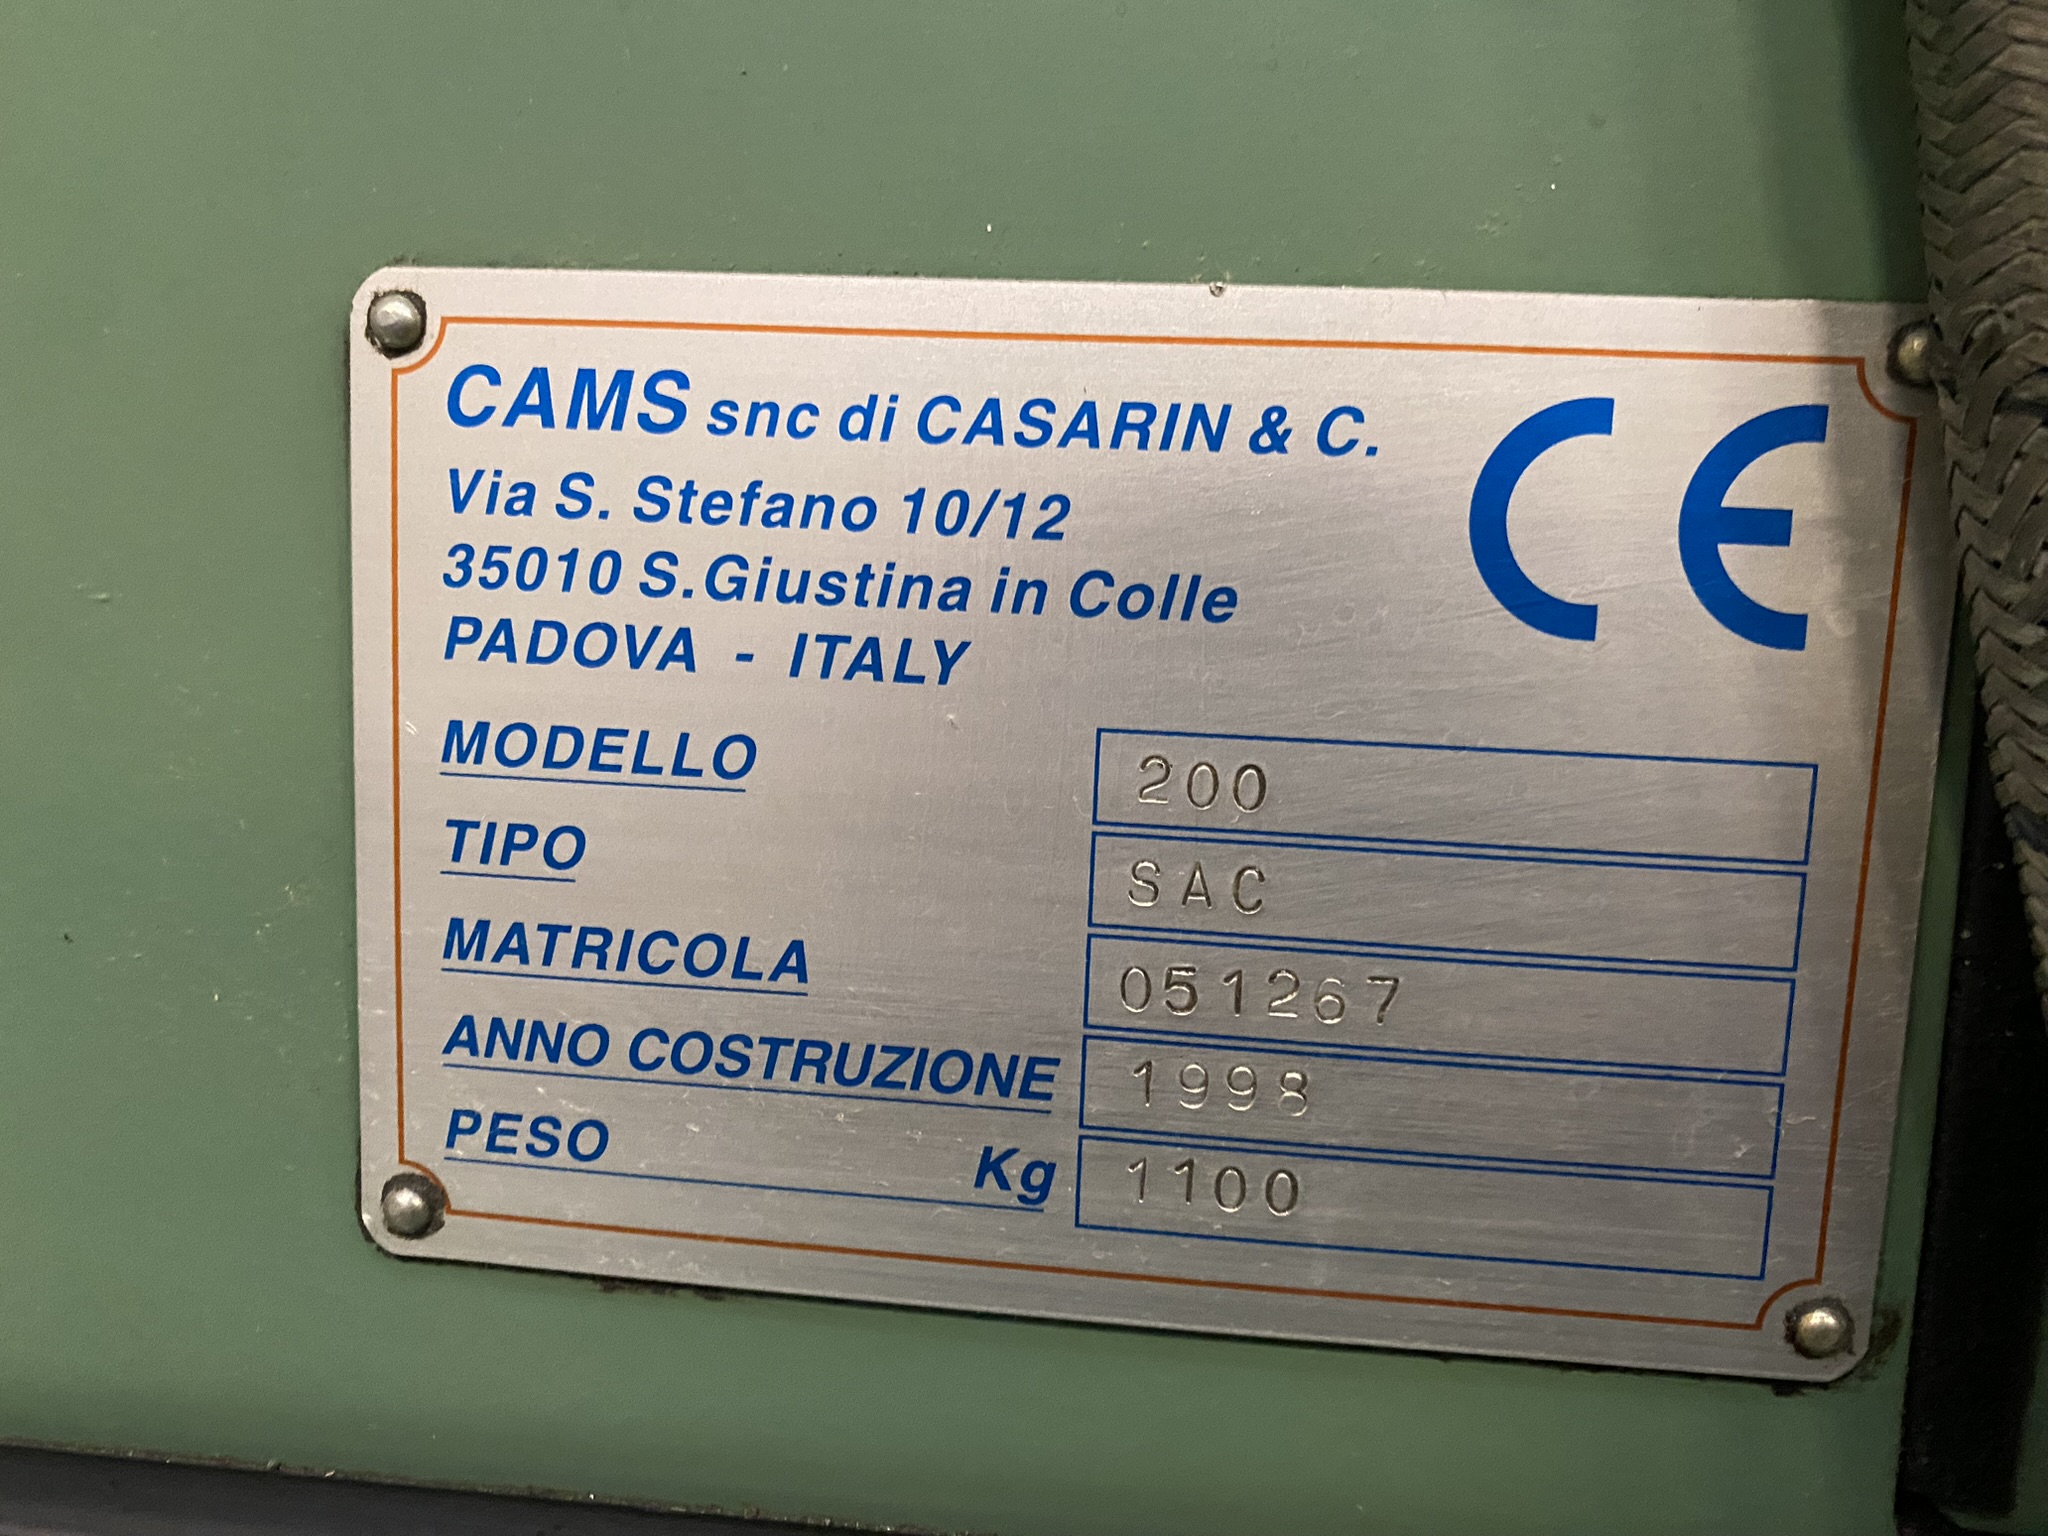 CAMS snc di CASARIN & C.
Via S. Stefano 10/12
35010 S.Giustina in Colle
PADOVA - ITALY
CE
MODELLO 200
TIPO SAC
MATRICOLA 051267
ANNO COSTRUZIONE 1998
PESO Kg 1100